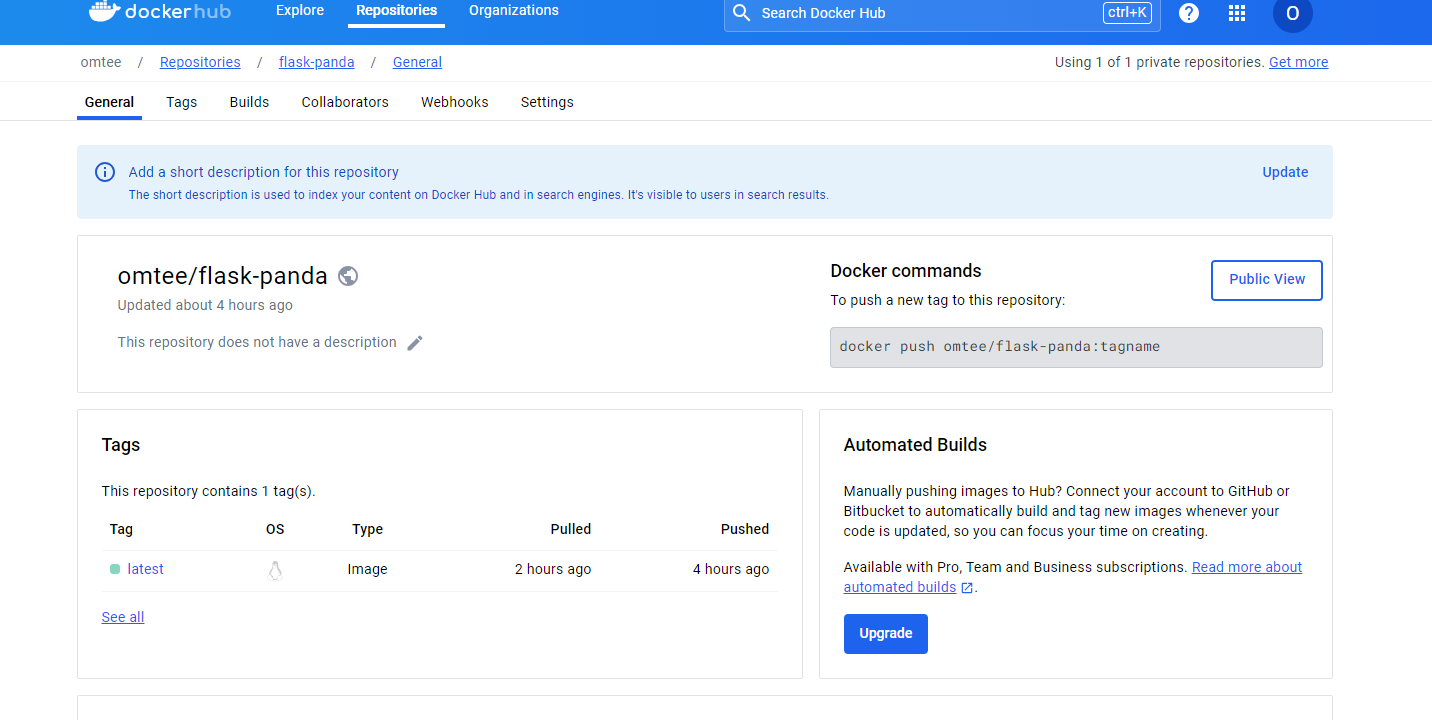 dockerhub Explore Repositories Organizations Search Docker Hub ctrl+K ? O
omtee / Repositories / flask-panda / General Using 1 of 1 private repositories. Get more
General Tags Builds Collaborators Webhooks Settings
Add a short description for this repository Update
The short description is used to index your content on Docker Hub and in search engines. It's visible to users in search results.
omtee/flask-panda
Updated about 4 hours ago
This repository does not have a description
Docker commands Public View
To push a new tag to this repository:
docker push omtee/flask-panda:tagname
Tags
This repository contains 1 tag(s).
Tag OS Type Pulled Pushed
latest Image 2 hours ago 4 hours ago
See all
Automated Builds
Manually pushing images to Hub? Connect your account to GitHub or
Bitbucket to automatically build and tag new images whenever your
code is updated, so you can focus your time on creating.
Available with Pro, Team and Business subscriptions. Read more about
automated builds .
Upgrade